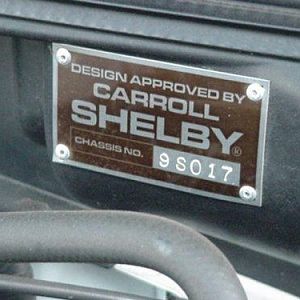 DESIGN APPROVED BY
CARROLL
SHELBY®
CHASSIS NO. 9S017